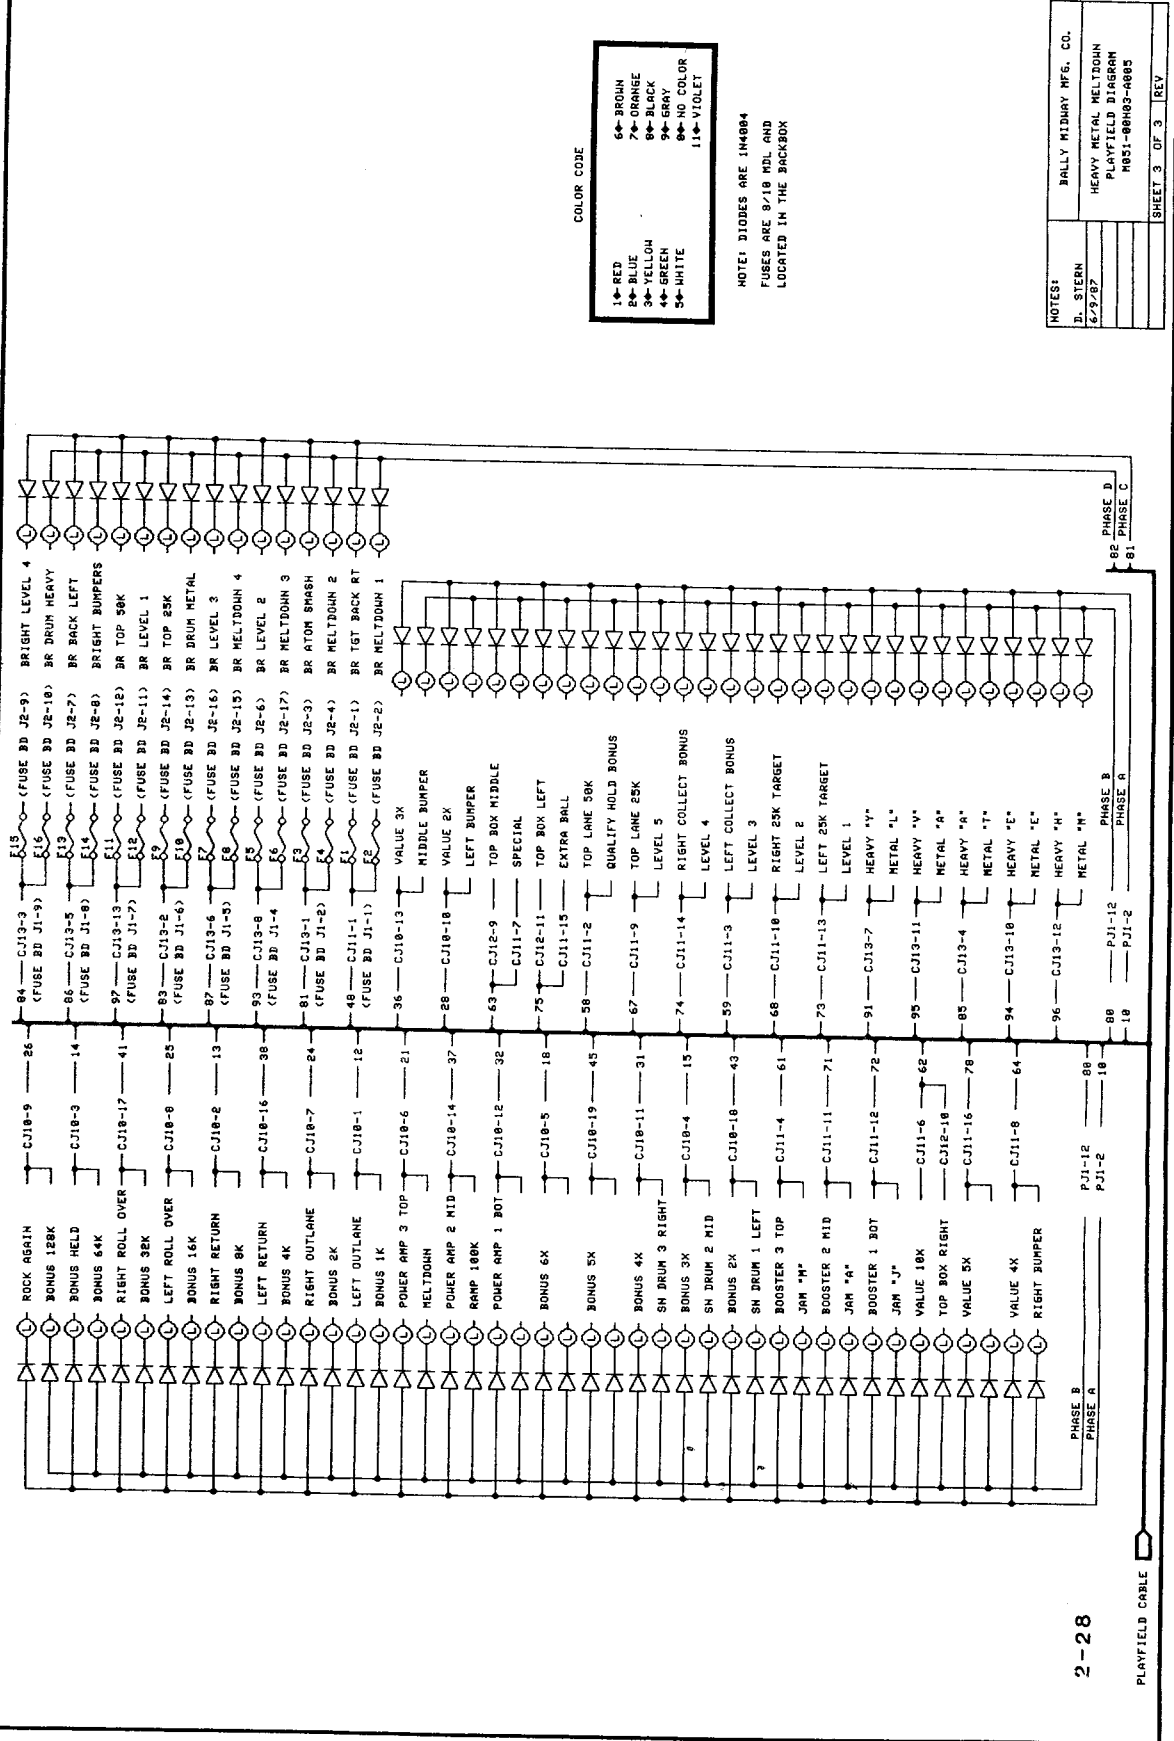 ROCK AGAIN CJ10-9 26
BONUS 128K
BONUS HELD CJ10-3 14
BONUS 64K
RIGHT ROLL OVER CJ10-17 41
BONUS 32K
LEFT ROLL OVER CJ10-8 25
BONUS 16K
RIGHT RETURN CJ10-2 13
BONUS 8K
LEFT RETURN CJ10-16 38
BONUS 4K
RIGHT OUTLANE CJ10-7 24
BONUS 2K
LEFT OUTLANE CJ10-1 12
BONUS 1K
POWER AMP 3 TOP CJ10-6 21
MELTDOWN
POWER AMP 2 MID CJ10-14 37
RAMP 100K
POWER AMP 1 BOT CJ10-12 32
BONUS 6X CJ10-5 18
BONUS 5X CJ10-19 45
BONUS 4X CJ10-11 31
SN DRUM 3 RIGHT
BONUS 3X CJ10-4 15
SN DRUM 2 MID
BONUS 2X CJ10-18 43
SN DRUM 1 LEFT
BOOSTER 3 TOP CJ11-4 61
JAM "M"
BOOSTER 2 MID CJ11-11 71
JAM "A"
BOOSTER 1 BOT CJ11-12 72
JAM "J"
VALUE 10X CJ11-6 62
TOP BOX RIGHT CJ12-10
VALUE 5X CJ11-16 78
VALUE 4X CJ11-8 64
RIGHT BUMPER
PHASE B PJ1-12 80
PHASE A PJ1-2 10
84 CJ13-3 F15 (FUSE BD J2-9) BRIGHT LEVEL 4
(FUSE BD J1-9) F16 (FUSE BD J2-10) BR DRUM HEAVY
86 CJ13-5 F13 (FUSE BD J2-7) BR BACK LEFT
(FUSE BD J1-8) F14 (FUSE BD J2-8) BRIGHT BUMPERS
97 CJ13-13 F11 (FUSE BD J2-12) BR TOP 50K
(FUSE BD J1-7) F12 (FUSE BD J2-11) BR LEVEL 1
83 CJ13-2 F9 (FUSE BD J2-14) BR TOP 25K
(FUSE BD J1-6) F10 (FUSE BD J2-13) BR DRUM METAL
87 CJ13-6 F7 (FUSE BD J2-16) BR LEVEL 3
(FUSE BD J1-5) F8 (FUSE BD J2-15) BR MELTDOWN 4
93 CJ13-8 F5 (FUSE BD J2-6) BR LEVEL 2
(FUSE BD J1-4 F6 (FUSE BD J2-17) BR MELTDOWN 3
81 CJ13-1 F3 (FUSE BD J2-3) BR ATOM SMASH
(FUSE BD J1-2) F4 (FUSE BD J2-4) BR MELTDOWN 2
48 CJ11-1 F1 (FUSE BD J2-1) BR TGT BACK RT
(FUSE BD J1-1) F2 (FUSE BD J2-2) BR MELTDOWN 1
36 CJ10-13 VALUE 3X
MIDDLE BUMPER
28 CJ10-10 VALUE 2X
LEFT BUMPER
63 CJ12-9 TOP BOX MIDDLE
CJ11-7 SPECIAL
75 CJ12-11 TOP BOX LEFT
CJ11-15 EXTRA BALL
58 CJ11-2 TOP LANE 50K
QUALIFY HOLD BONUS
67 CJ11-9 TOP LANE 25K
LEVEL 5
74 CJ11-14 RIGHT COLLECT BONUS
LEVEL 4
59 CJ11-3 LEFT COLLECT BONUS
LEVEL 3
68 CJ11-10 RIGHT 25K TARGET
LEVEL 2
73 CJ11-13 LEFT 25K TARGET
LEVEL 1
91 CJ13-7 HEAVY "Y"
METAL "L"
95 CJ13-11 HEAVY "V"
METAL "A"
85 CJ13-4 HEAVY "A"
METAL "T"
94 CJ13-10 HEAVY "E"
METAL "E"
96 CJ13-12 HEAVY "H"
METAL "M"
80 PJ1-12 PHASE B
10 PJ1-2 PHASE A
82 PHASE D
81 PHASE C
COLOR CODE
1 RED 6 BROWN
2 BLUE 7 ORANGE
3 YELLOW 8 BLACK
4 GREEN 9 GRAY
5 WHITE 0 NO COLOR
11 VIOLET
NOTE: DIODES ARE 1N4004
FUSES ARE 8/10 MDL AND
LOCATED IN THE BACKBOX
NOTES: BALLY MIDWAY MFG. CO.
D. STERN
6/9/87
HEAVY METAL MELTDOWN
PLAYFIELD DIAGRAM
M051-00H03-A005
SHEET 3 OF 3 REV
2-28
PLAYFIELD CABLE